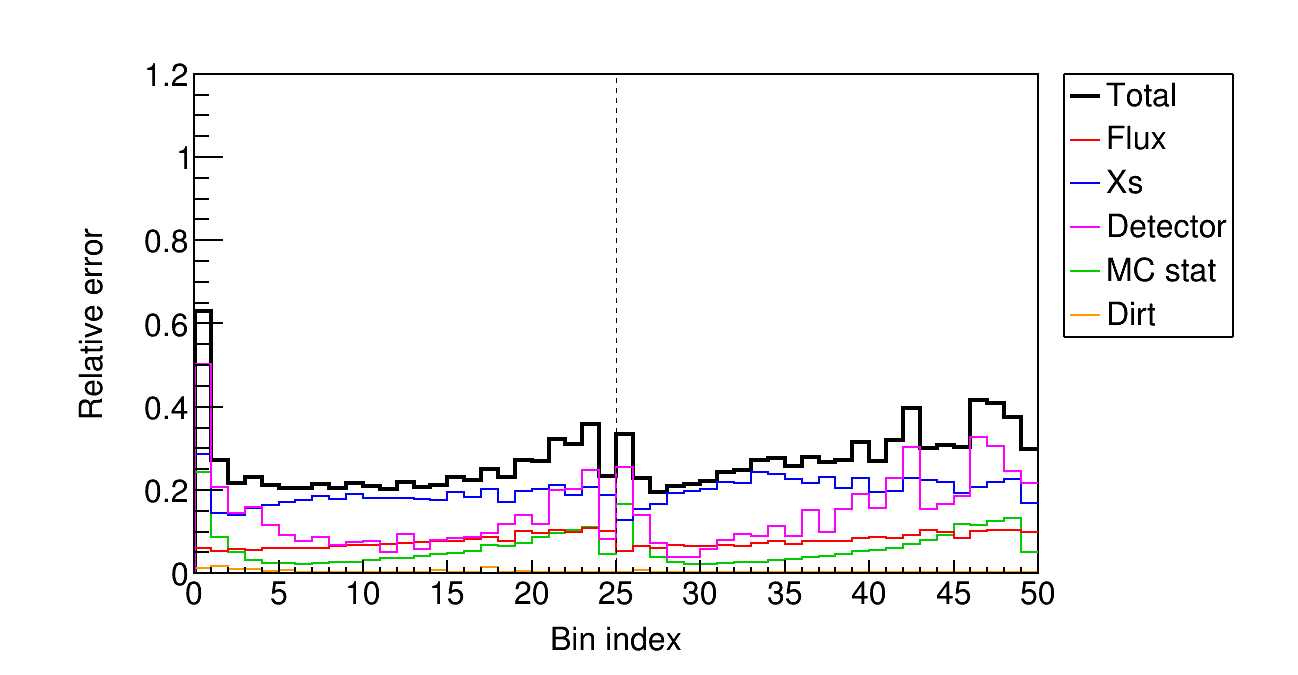 1.2
1
0.8
0.6
0.4
0.2
0
Relative error
0 5 10 15 20 25 30 35 40 45 50
Bin index
Total
Flux
Xs
Detector
MC stat
Dirt